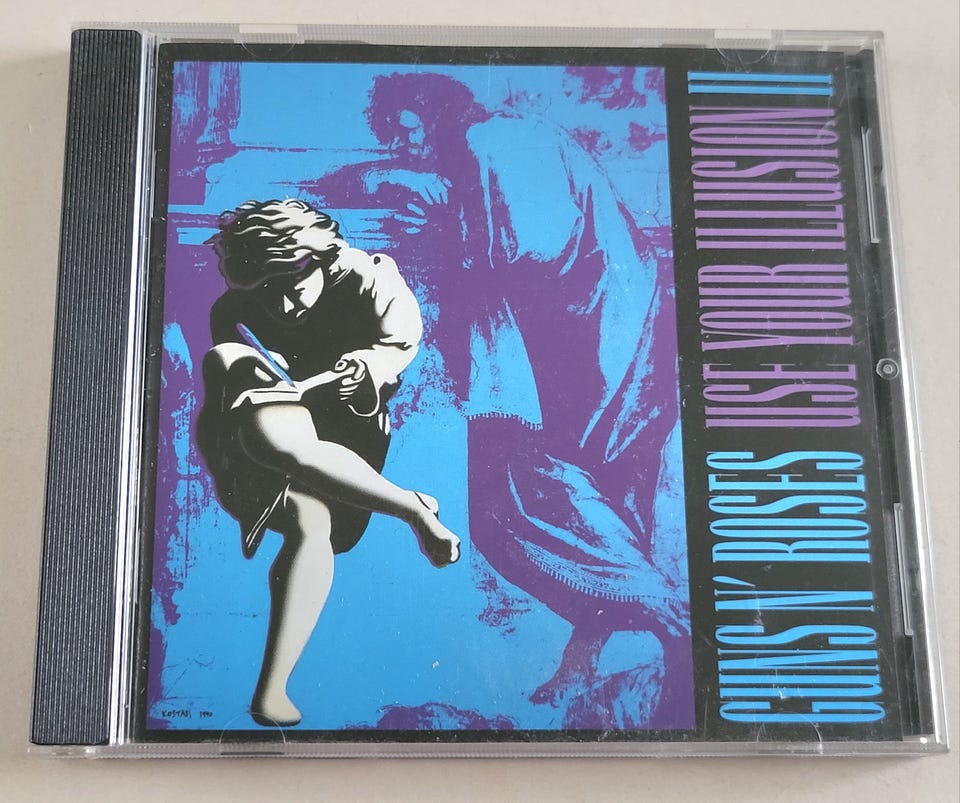 GUNS N' ROSES USE YOUR ILLUSION II
KOSTABI 1990